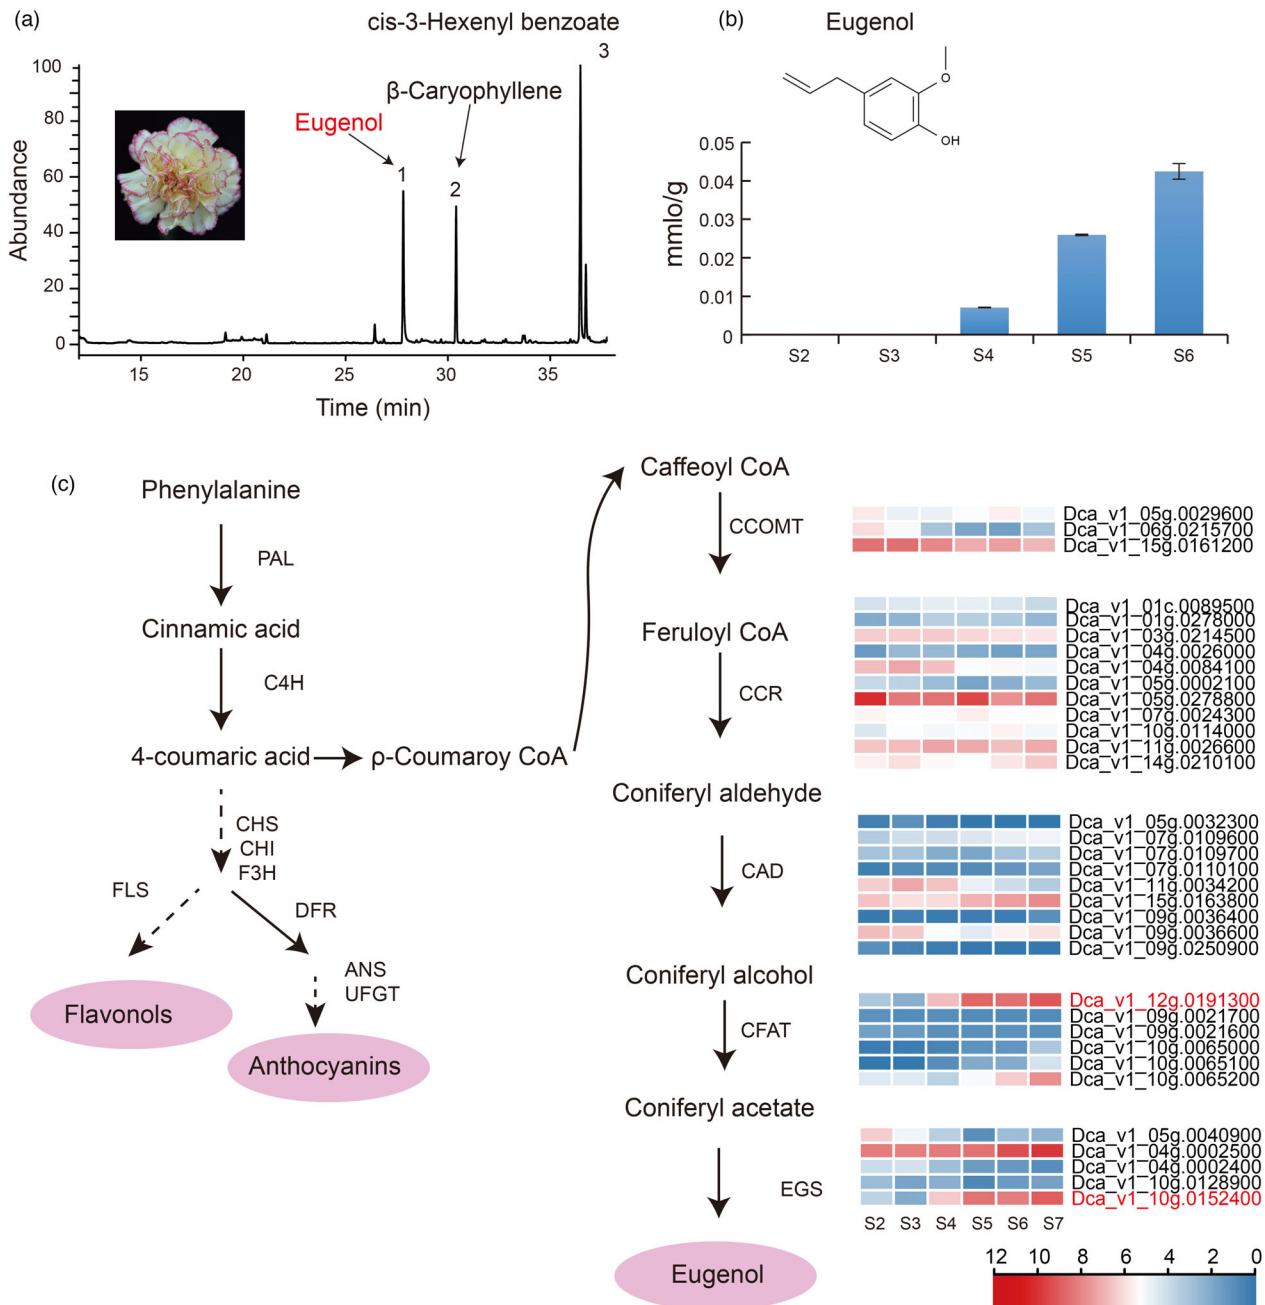 (a)
cis-3-Hexenyl benzoate
3
β-Caryophyllene
Eugenol
1
2
100
80
60
40
20
0
Abundance
15
20
25
30
35
Time (min)
(b)
Eugenol
O
OH
0.05
0.04
0.03
0.02
0.01
0
mmlo/g
S2
S3
S4
S5
S6
(c)
Phenylalanine
PAL
Cinnamic acid
C4H
4-coumaric acid
ρ-Coumaroy CoA
CHS
CHI
F3H
FLS
DFR
ANS
UFGT
Flavonols
Anthocyanins
Caffeoyl CoA
CCOMT
Feruloyl CoA
CCR
Coniferyl aldehyde
CAD
Coniferyl alcohol
CFAT
Coniferyl acetate
EGS
Eugenol
Dca_v1_05g.0029600
Dca_v1_06g.0215700
Dca_v1_15g.0161200
Dca_v1_01c.0089500
Dca_v1_01g.0278000
Dca_v1_03g.0214500
Dca_v1_04g.0026000
Dca_v1_04g.0084100
Dca_v1_05g.0002100
Dca_v1_05g.0278800
Dca_v1_07g.0024300
Dca_v1_10g.0114000
Dca_v1_11g.0026600
Dca_v1_14g.0210100
Dca_v1_05g.0032300
Dca_v1_07g.0109600
Dca_v1_07g.0109700
Dca_v1_07g.0110100
Dca_v1_11g.0034200
Dca_v1_15g.0163800
Dca_v1_09g.0036400
Dca_v1_09g.0036600
Dca_v1_09g.0250900
Dca_v1_12g.0191300
Dca_v1_09g.0021700
Dca_v1_09g.0021600
Dca_v1_10g.0065000
Dca_v1_10g.0065100
Dca_v1_10g.0065200
Dca_v1_05g.0040900
Dca_v1_04g.0002500
Dca_v1_04g.0002400
Dca_v1_10g.0128900
Dca_v1_10g.0152400
S2 S3 S4 S5 S6 S7
12 10 8 6 4 2 0